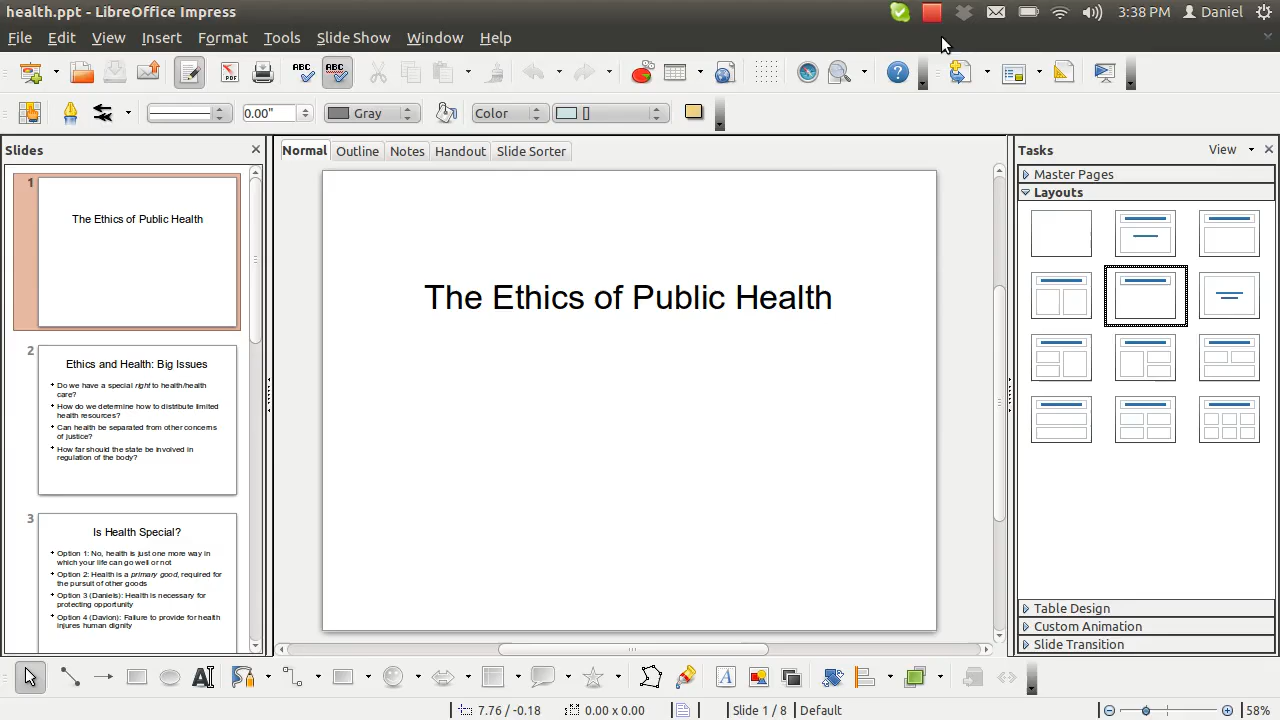 health.ppt - LibreOffice Impress
3:38 PM
Daniel
File
Edit
View
Insert
Format
Tools
Slide Show
Window
Help
ABC
ABC
0.00"
Gray
Color
[]
Slides
Normal
Outline
Notes
Handout
Slide Sorter
Tasks
View
Master Pages
Layouts
1
The Ethics of Public Health
2
Ethics and Health: Big Issues
Do we have a special right to health/health
care?
How do we determine how to distribute limited
health resources?
Can health be separated from other concerns
of justice?
How far should the state be involved in
regulation of the body?
3
Is Health Special?
Option 1: No, health is just one more way in
which your life can go well or not
Option 2: Health is a primary good, required for
the pursuit of other goods
Option 3 (Daniels): Health is necessary for
protecting opportunity
Option 4 (Davion): Failure to provide for health
injures human dignity
The Ethics of Public Health
Table Design
Custom Animation
Slide Transition
7.76 / -0.18
0.00 x 0.00
Slide 1 / 8
Default
58%